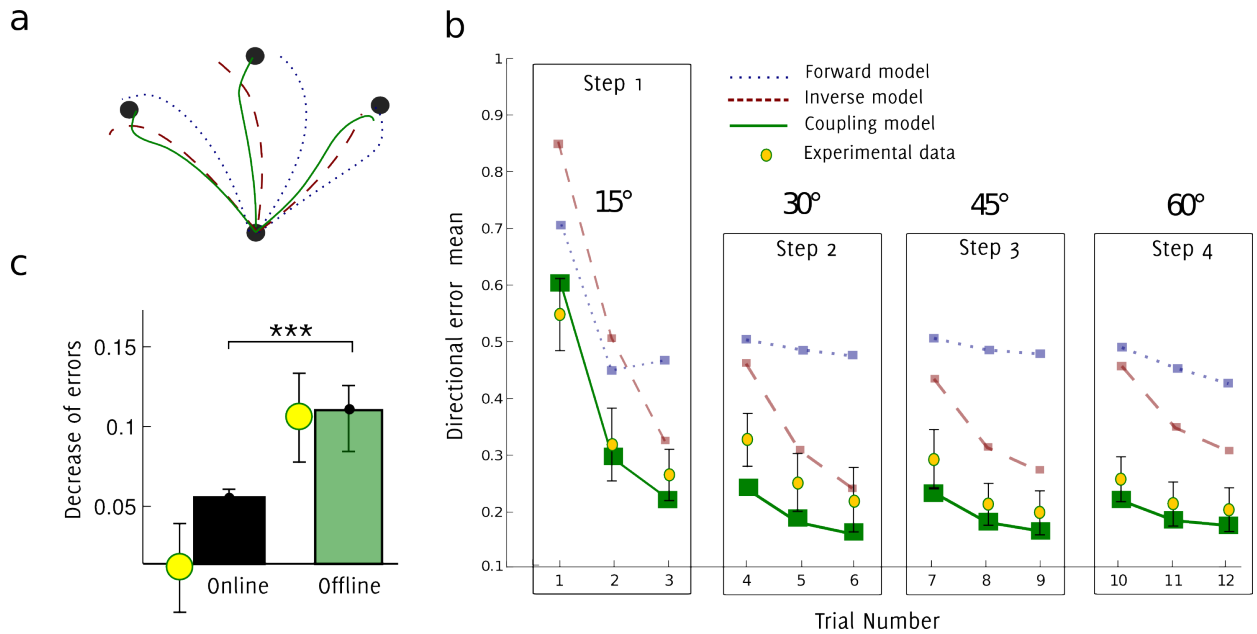 a
b
1
0.9
0.8
0.7
0.6
0.5
0.4
0.3
0.2
0.1
Directional error mean
Step 1
15°
Forward model
Inverse model
Coupling model
Experimental data
30°
45°
60°
Step 2
Step 3
Step 4
1 2 3 4 5 6 7 8 9 10 11 12
Trial Number
c
Decrease of errors
0.15
0.1
0.05
***
Online Offline